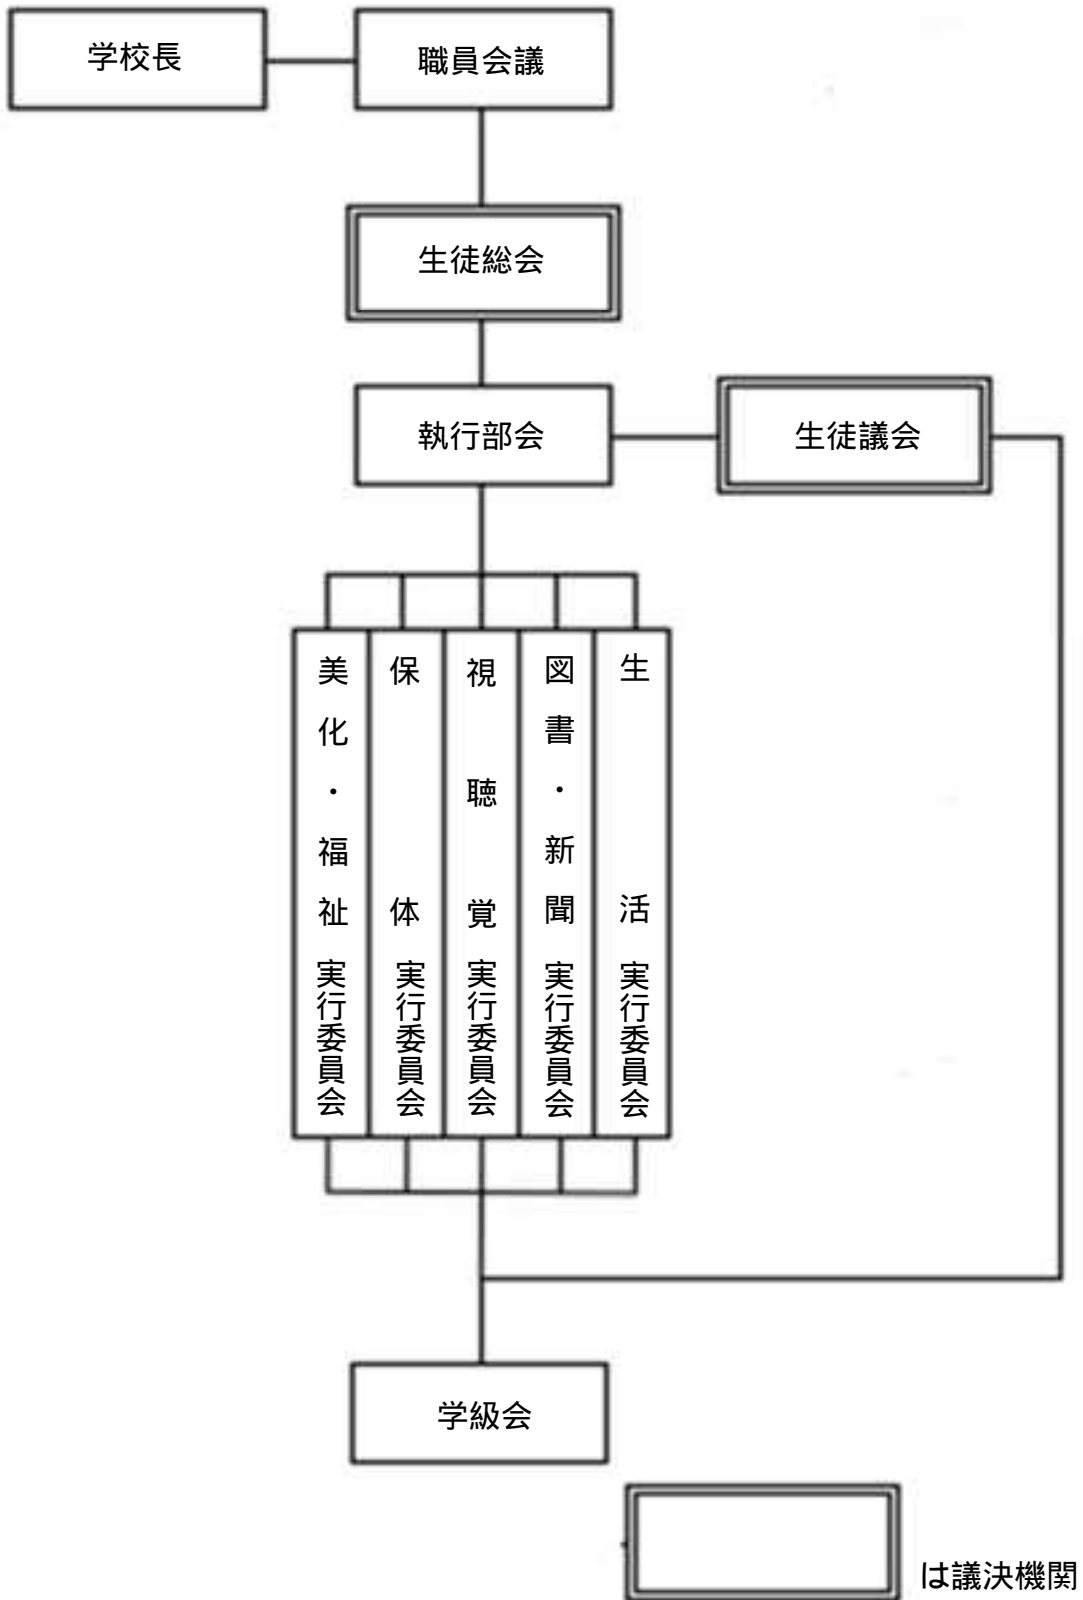 学校長
職員会議
生徒総会
執行部会
生徒議会
美化・福祉実行委員会
保体実行委員会
視聴覚実行委員会
図書・新聞実行委員会
生活実行委員会
学級会
は議決機関